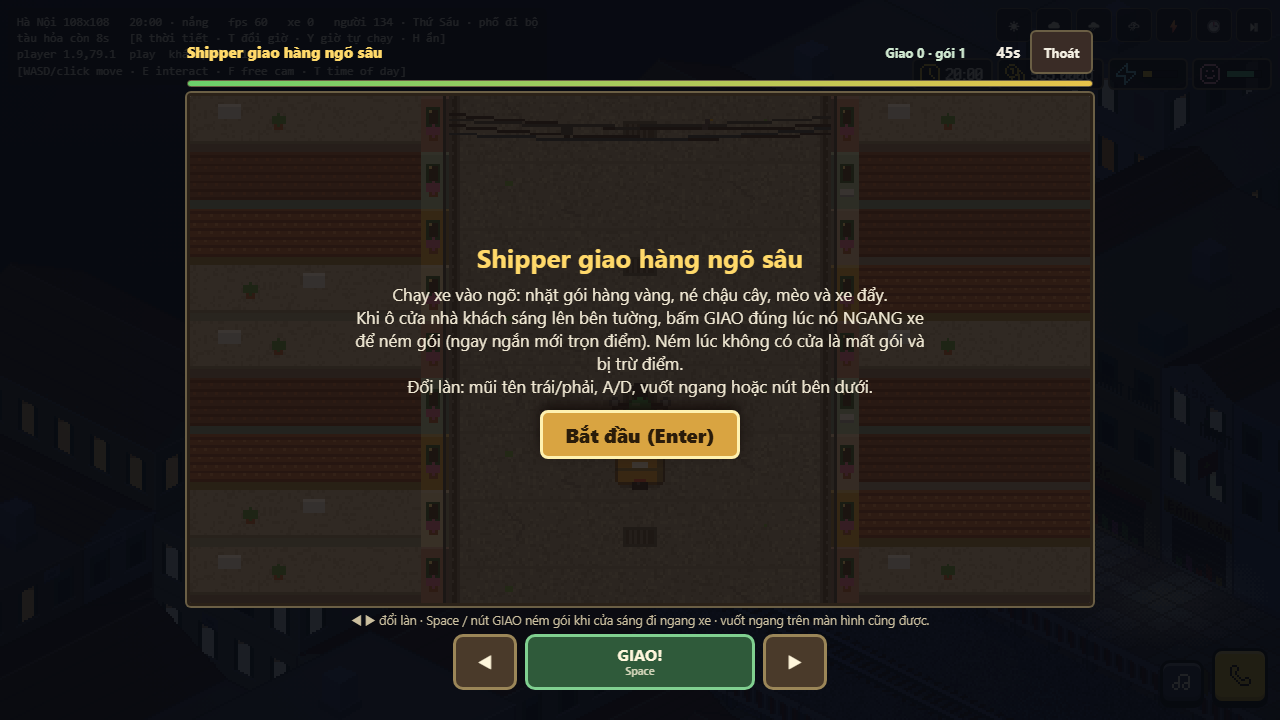 Hà Nội 108x108 20:00 · nắng fps 60 xe 0 người 134 · Thứ Sáu · phố đi bộ
tàu hỏa còn 8s [R thời tiết · T đổi giờ · Y giờ tự chạy · H ẩn]
player 1.9,79.1 play
[WASD/click move · E interact · F free cam · T time of day]
Shipper giao hàng ngõ sâu
Giao 0 · gói 1
45s
Thoát
20:00
Shipper giao hàng ngõ sâu
Chạy xe vào ngõ: nhặt gói hàng vàng, né chậu cây, mèo và xe đẩy.
Khi ô cửa nhà khách sáng lên bên tường, bấm GIAO đúng lúc nó NGANG xe
để ném gói (ngay ngắn mới trọn điểm). Ném lúc không có cửa là mất gói và
bị trừ điểm.
Đổi làn: mũi tên trái/phải, A/D, vuốt ngang hoặc nút bên dưới.
Bắt đầu (Enter)
◀ ▶ đổi làn · Space / nút GIAO ném gói khi cửa sáng đi ngang xe · vuốt ngang trên màn hình cũng được.
◀
GIAO!
Space
▶